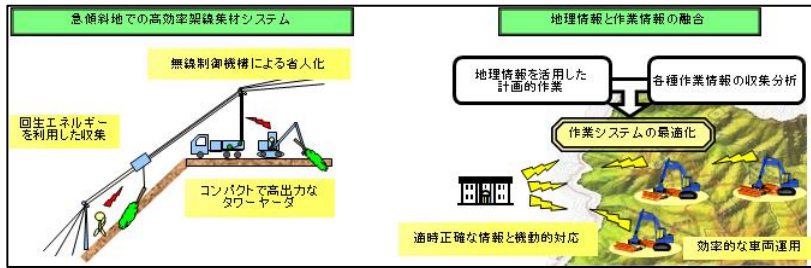 急傾斜地での高効率架線集材システム
無線制御機構による省人化
回生エネルギー
を利用した収集
コンパクトで高出力な
タワーヤーダ
地理情報と作業情報の融合
地理情報を活用した
計画的作業
各種作業情報の収集分析
作業システムの最適化
適時正確な情報と機動的対応
効率的な車両運用